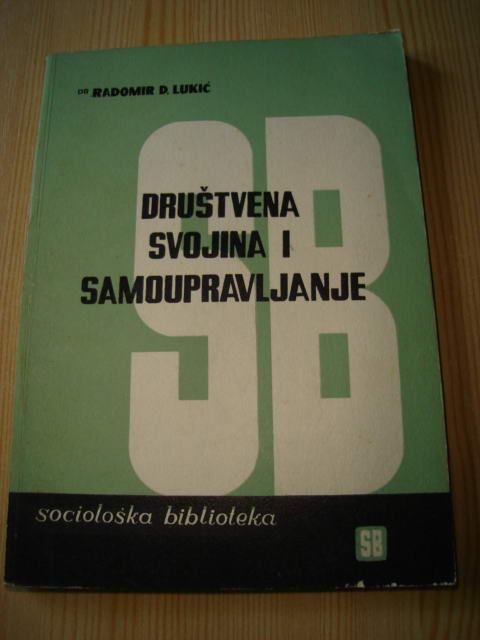 DR RADOMIR D. LUKIĆ
SB
DRUŠTVENA
SVOJINA I
SAMOUPRAVLJANJE
sociološka biblioteka
SB